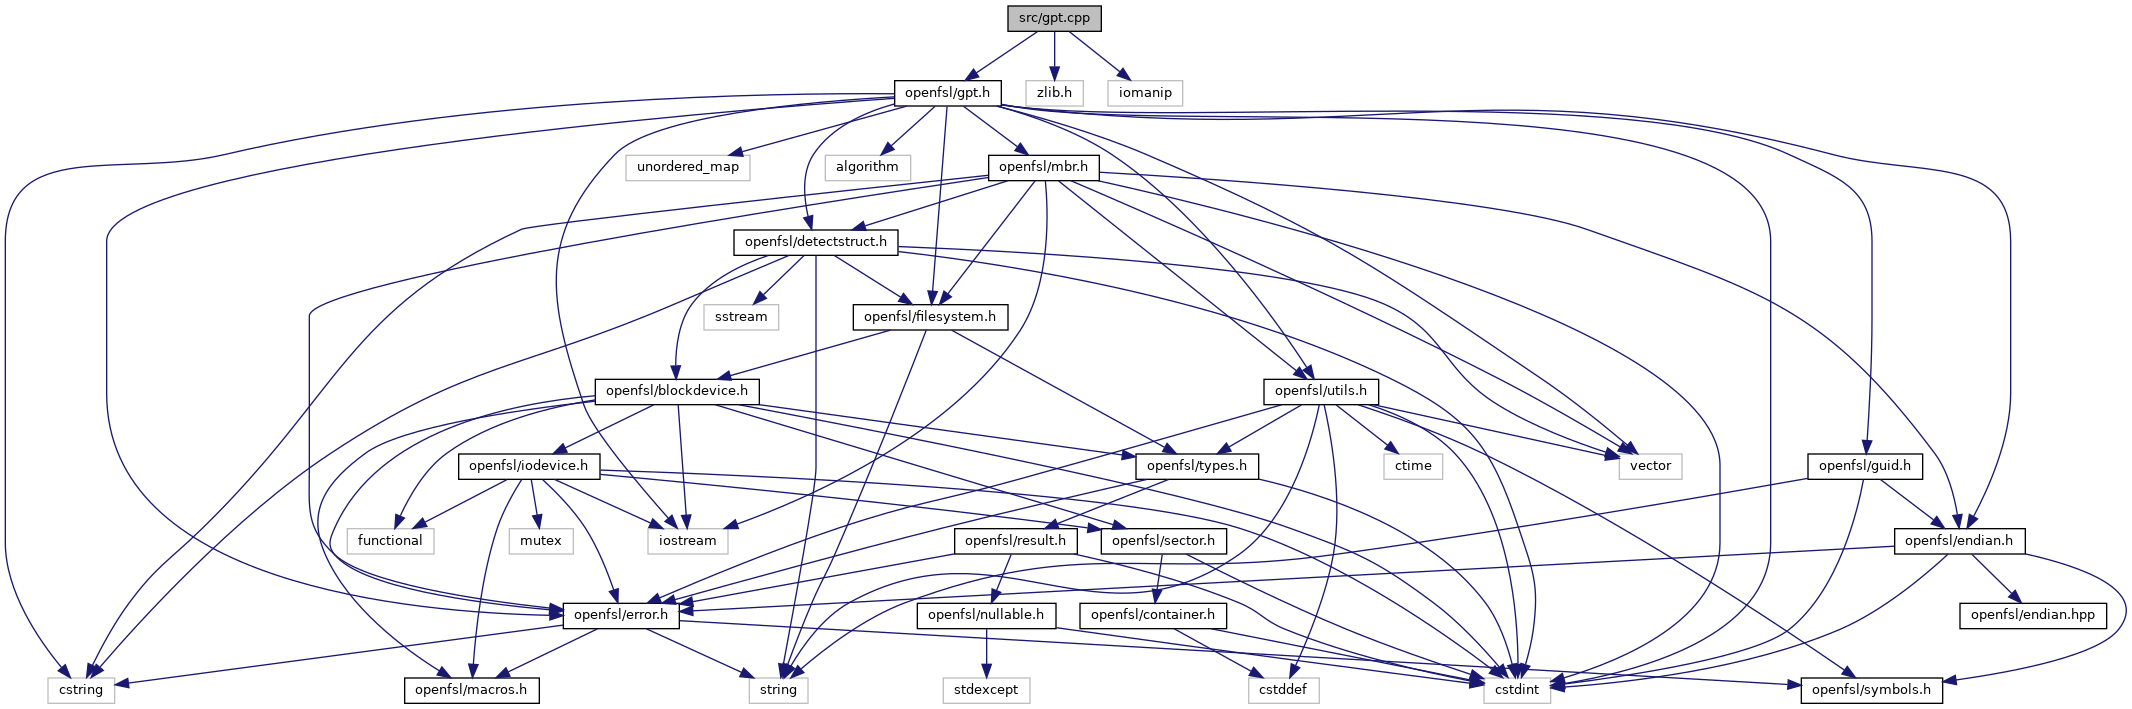 src/gpt.cpp
openfsl/gpt.h
zlib.h
iomanip
unordered_map
algorithm
openfsl/mbr.h
openfsl/detectstruct.h
sstream
openfsl/filesystem.h
openfsl/blockdevice.h
openfsl/utils.h
openfsl/iodevice.h
openfsl/types.h
ctime
vector
openfsl/guid.h
functional
mutex
iostream
openfsl/result.h
openfsl/sector.h
openfsl/endian.h
openfsl/error.h
openfsl/nullable.h
openfsl/container.h
openfsl/endian.hpp
cstring
openfsl/macros.h
string
stdexcept
cstddef
cstdint
openfsl/symbols.h